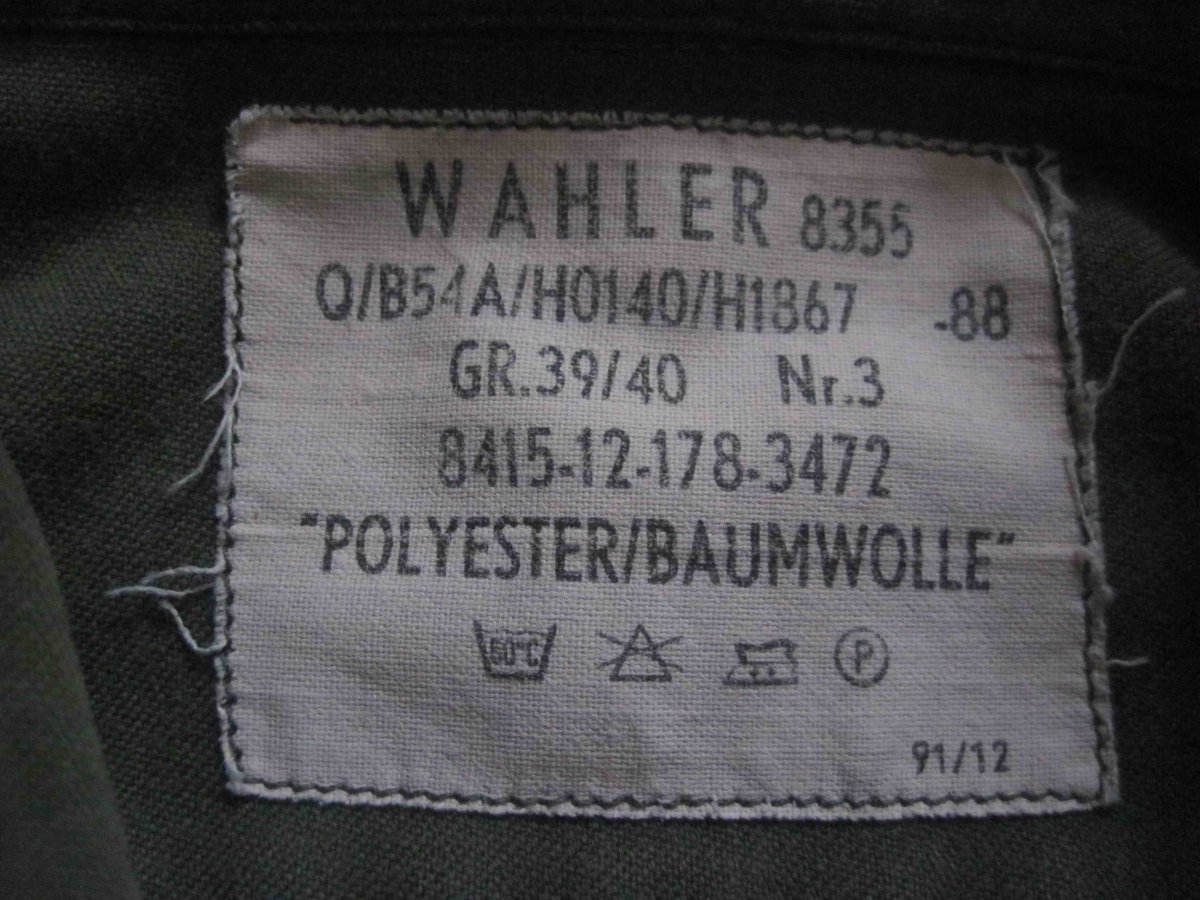 WAHLER 8355
Q/B54A/H0140/H1867 -88
GR.39/40 Nr.3
8415-12-178-3472
"POLYESTER/BAUMWOLLE"
60°C P
91/12